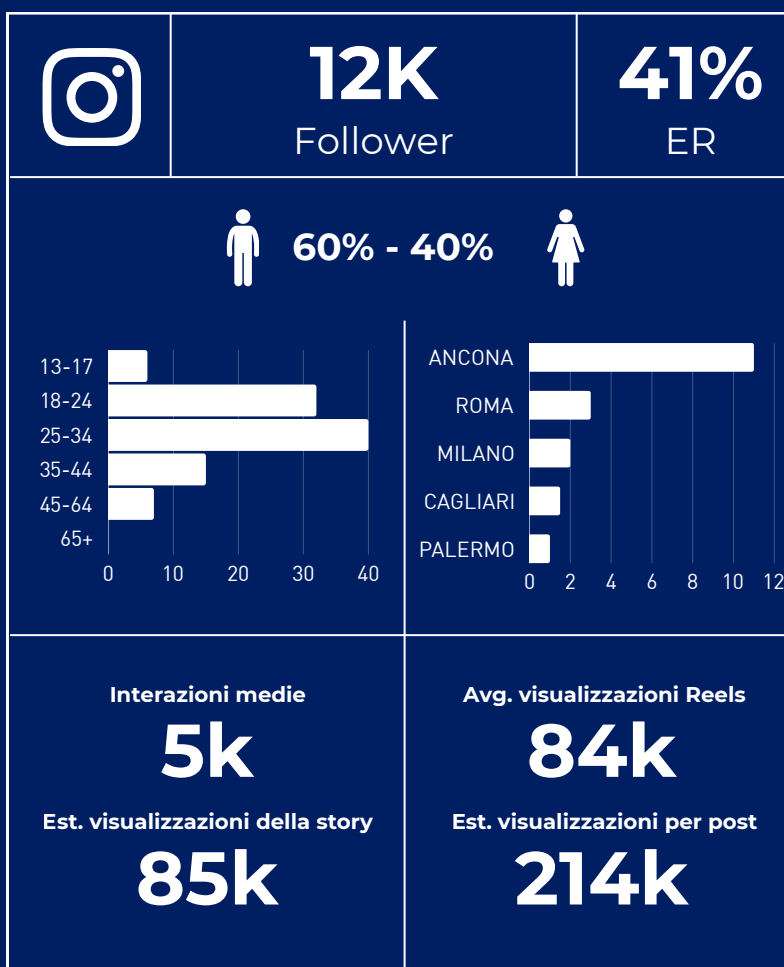 12K
Follower
41%
ER
60% - 40%
13-17
18-24
25-34
35-44
45-64
65+
0 10 20 30 40
ANCONA
ROMA
MILANO
CAGLIARI
PALERMO
0 2 4 6 8 10 12
Interazioni medie
5k
Est. visualizzazioni della story
85k
Avg. visualizzazioni Reels
84k
Est. visualizzazioni per post
214k